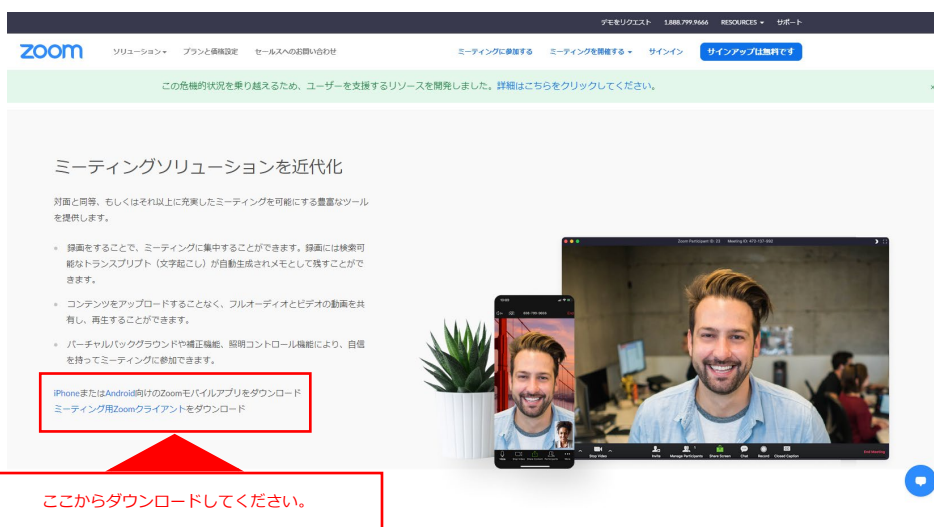 デモをリクエスト 1.888.799.9666 RESOURCES サポート
zoom ソリューション プランと価格設定 セールスへのお問い合わせ ミーティングに参加する ミーティングを開催する サインイン サインアップは無料です
この危機的状況を乗り越えるため、ユーザーを支援するリソースを開発しました。詳細はこちらをクリックしてください。 ×
ミーティングソリューションを近代化
対面と同等、もしくはそれ以上に充実したミーティングを可能にする豊富なツール
を提供します。
録画をすることで、ミーティングに集中することができます。録画には検索可
能なトランスプリプト(文字起こし)が自動生成されメモとして残すことがで
きます。
コンテンツをアップロードすることなく、フルオーディオとビデオの動画を共
有し、再生することができます。
バーチャルバックグラウンドや補正機能、照明コントロール機能により、自信
を持ってミーティングに参加できます。
iPhoneまたはAndroid向けのZoomモバイルアプリをダウンロード
ミーティング用Zoomクライアントをダウンロード
Zoom Participant ID: 23 Meeting ID:
Stop Video Invite Manage Participants Share Screen Chat Record Closed Caption End Meeting
ここからダウンロードしてください。